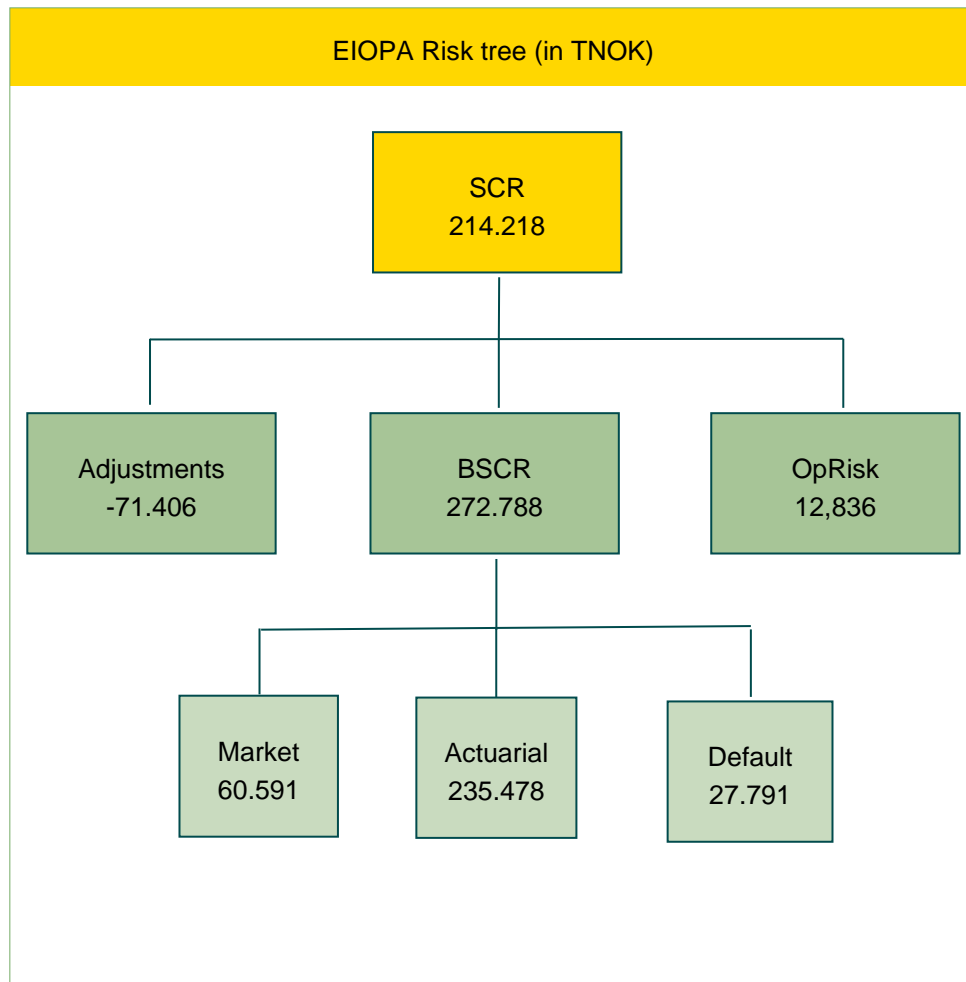 EIOPA Risk tree (in TNOK)
SCR
214.218
Adjustments
-71.406
BSCR
272.788
OpRisk
12,836
Market
60.591
Actuarial
235.478
Default
27.791